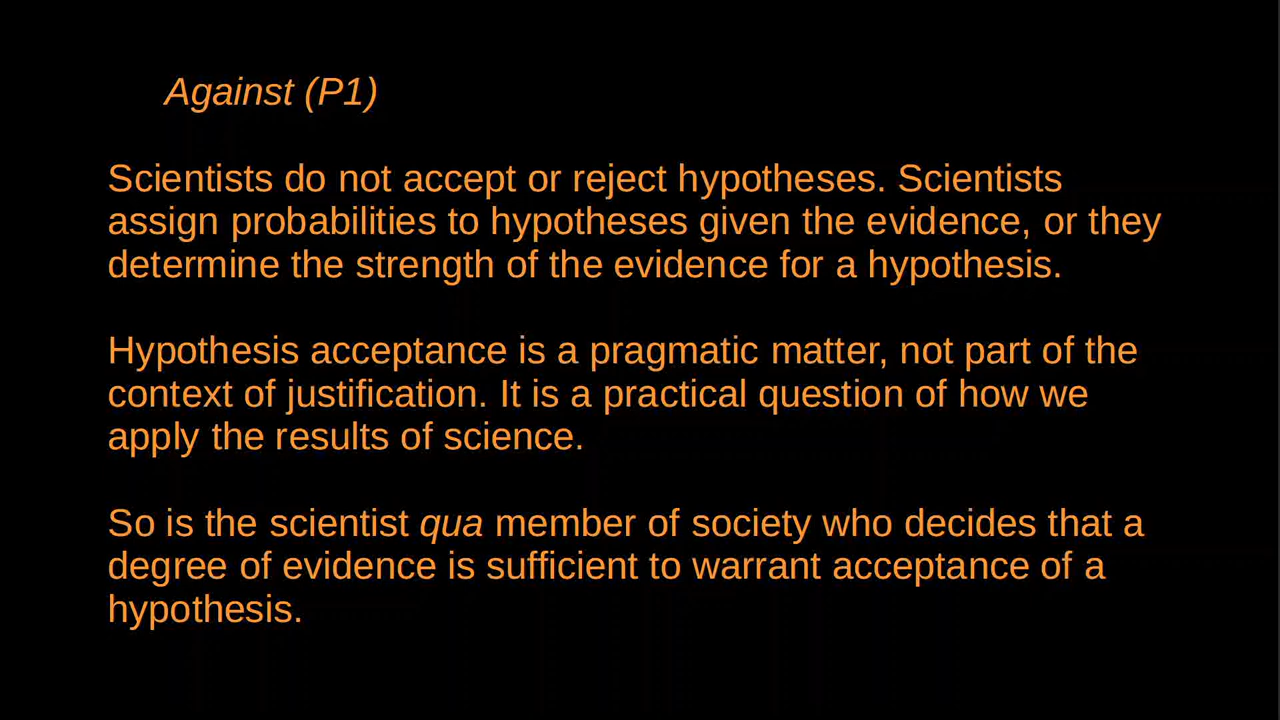 Against (P1)
Scientists do not accept or reject hypotheses. Scientists
assign probabilities to hypotheses given the evidence, or they
determine the strength of the evidence for a hypothesis.
Hypothesis acceptance is a pragmatic matter, not part of the
context of justification. It is a practical question of how we
apply the results of science.
So is the scientist qua member of society who decides that a
degree of evidence is sufficient to warrant acceptance of a
hypothesis.